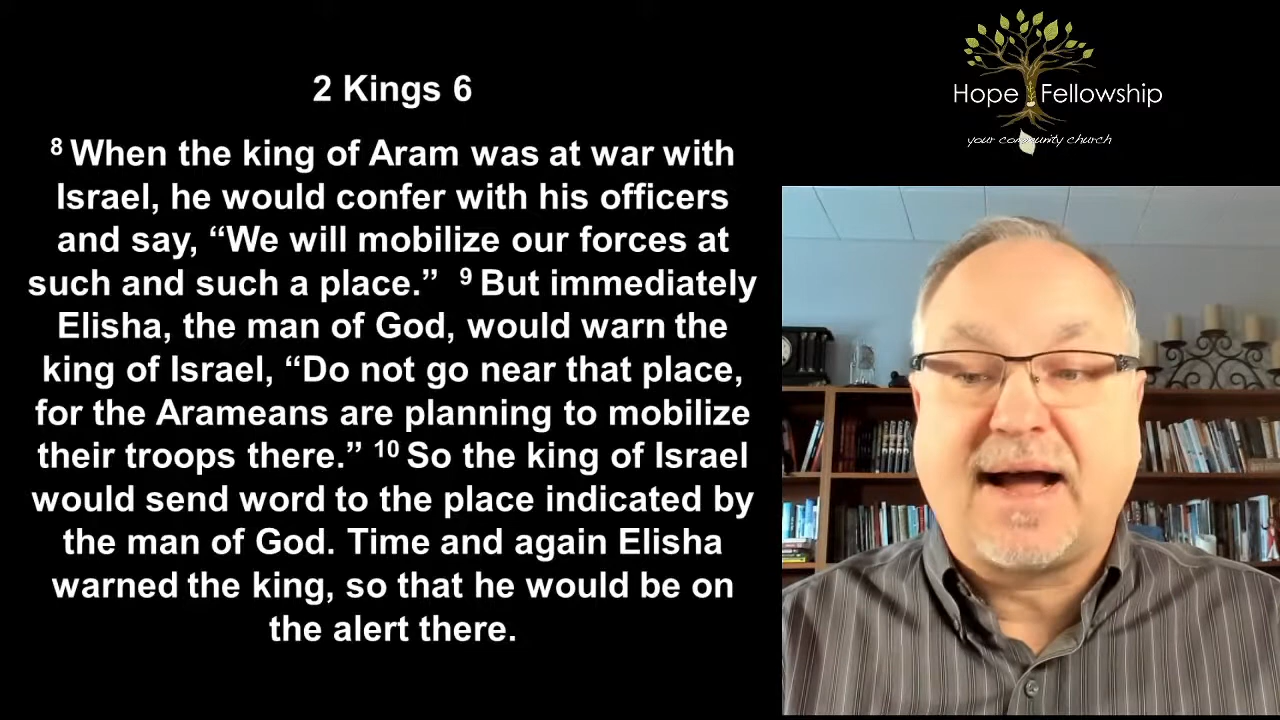 2 Kings 6
8 When the king of Aram was at war with
Israel, he would confer with his officers
and say, “We will mobilize our forces at
such and such a place.” 9 But immediately
Elisha, the man of God, would warn the
king of Israel, “Do not go near that place,
for the Arameans are planning to mobilize
their troops there.” 10 So the king of Israel
would send word to the place indicated by
the man of God. Time and again Elisha
warned the king, so that he would be on
the alert there.
Hope Fellowship
your community church